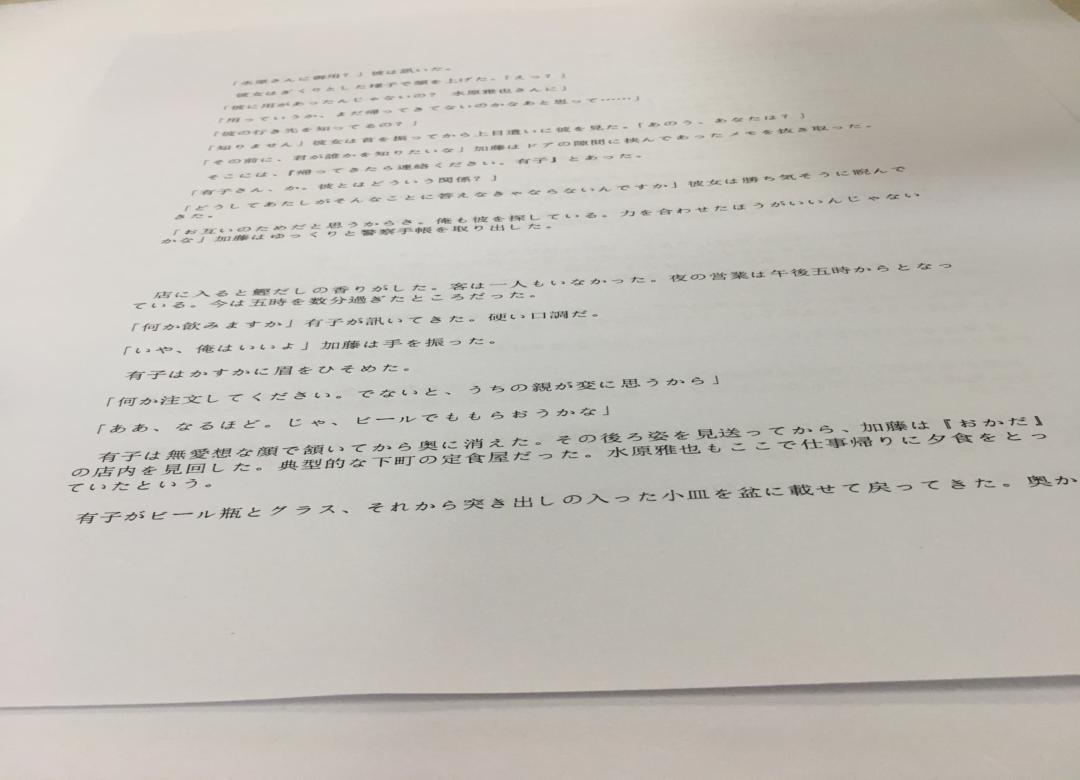 「水原さんに御用？」彼は訊いた。
彼女はぎくりとした様子で顔を上げた。「えっ？」
「彼に用があったんじゃないの？　水原雅也さんに」
「用っていうか、まだ帰ってきてないのかなあと思って……」
「彼の行き先を知ってるの？」
「知りません」彼女は首を振ってから上目遣いに彼を見た。「あのう、あなたは？」
「その前に、君が誰かを知りたいな」加藤はドアの隙間に挟んであったメモを抜き取った。
そこには、『帰ってきたら連絡ください。有子』とあった。
「有子さん、か。彼とはどういう関係？」
「どうしてあたしがそんなことに答えなきゃならないんですか」彼女は勝ち気そうに睨んで
きた。
「お互いのためだと思うからさ。俺も彼を探している。力を合わせたほうがいいんじゃない
かな」加藤はゆっくりと警察手帳を取り出した。
店に入ると鰹だしの香りがした。客は一人もいなかった。夜の営業は午後五時からとなっ
ている。今は五時を数分過ぎたところだった。
「何か飲みますか」有子が訊いてきた。硬い口調だ。
「いや、俺はいいよ」加藤は手を振った。
有子はかすかに眉をひそめた。
「何か注文してください。でないと、うちの親が変に思うから」
「ああ、なるほど。じゃ、ビールでももらおうかな」
有子は無愛想な顔で頷いてから奥に消えた。その後ろ姿を見送ってから、加藤は『おかだ』
の店内を見回した。典型的な下町の定食屋だった。水原雅也もここで仕事帰りに夕食をとっ
ていたという。
有子がビール瓶とグラス、それから突き出しの入った小皿を盆に載せて戻ってきた。奥か